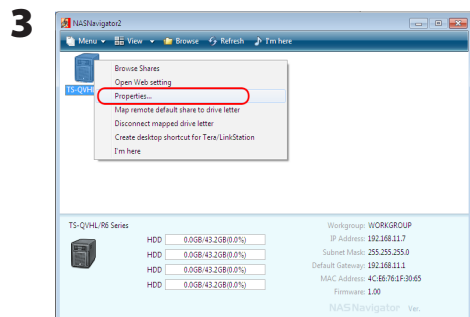 3
NASNavigator2
Menu View Browse Refresh I'm here
Browse Shares
Open Web setting
TS-QVHL
Properties...
Map remote default share to drive letter
Disconnect mapped drive letter
Create desktop shortcut for Tera/LinkStation
I'm here
TS-QVHL/R6 Series
HDD 0.0GB/43.2GB(0.0%)
HDD 0.0GB/43.2GB(0.0%)
HDD 0.0GB/43.2GB(0.0%)
HDD 0.0GB/43.2GB(0.0%)
Workgroup: WORKGROUP
IP Address: 192.168.11.7
Subnet Mask: 255.255.255.0
Default Gateway: 192.168.11.1
MAC Address: 4C:E6:76:1F:30:65
Firmware: 1.00
NASNavigator Ver.